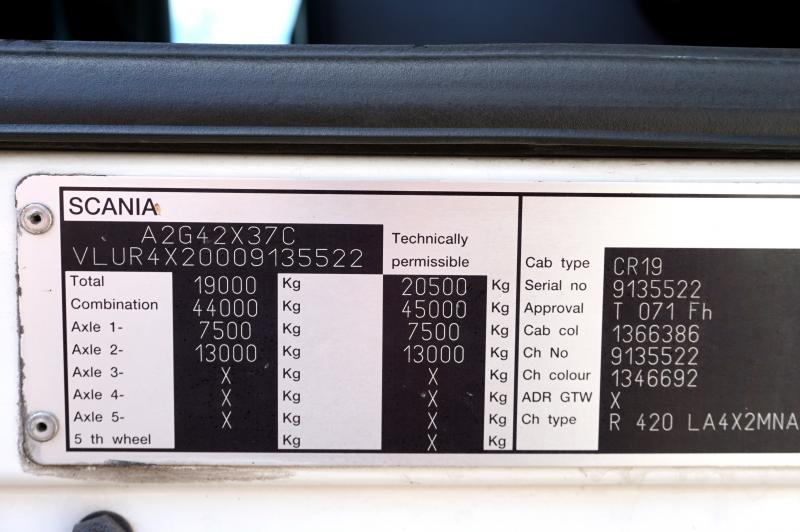 SCANIA
A2G42X37C
VLUR4X20009135522
Technically
permissible
Total 19000 Kg 20500 Kg
Combination 44000 Kg 45000 Kg
Axle 1- 7500 Kg 7500 Kg
Axle 2- 13000 Kg 13000 Kg
Axle 3- X Kg X Kg
Axle 4- X Kg X Kg
Axle 5- X Kg X Kg
5 th wheel Kg X Kg
Cab type CR19
Serial no 9135522
Approval T 071 Fh
Cab col 1366386
Ch No 9135522
Ch colour 1346692
ADR GTW X
Ch type R 420 LA4X2MNA